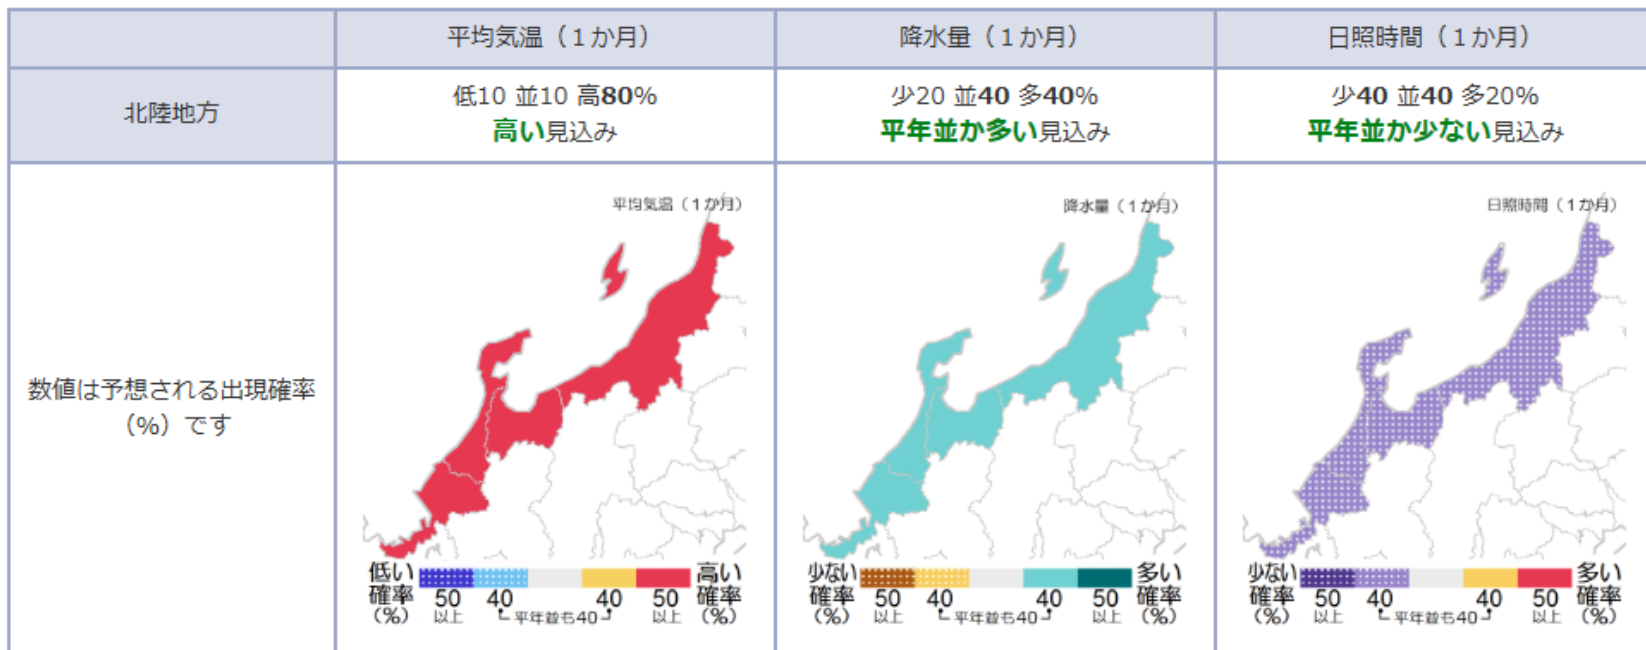 平均気温（１か月）
降水量（１か月）
日照時間（１か月）
北陸地方
低10 並10 高80%
高い見込み
少20 並40 多40%
平年並か多い見込み
少40 並40 多20%
平年並か少ない見込み
数値は予想される出現確率
（%）です
平均気温（１か月）
低い
確率
(%)
50
以上
40
平年並も40
40
50
以上
高い
確率
(%)
降水量（１か月）
少ない
確率
(%)
50
以上
40
平年並も40
40
50
以上
多い
確率
(%)
日照時間（１か月）
少ない
確率
(%)
50
以上
40
平年並も40
40
50
以上
多い
確率
(%)